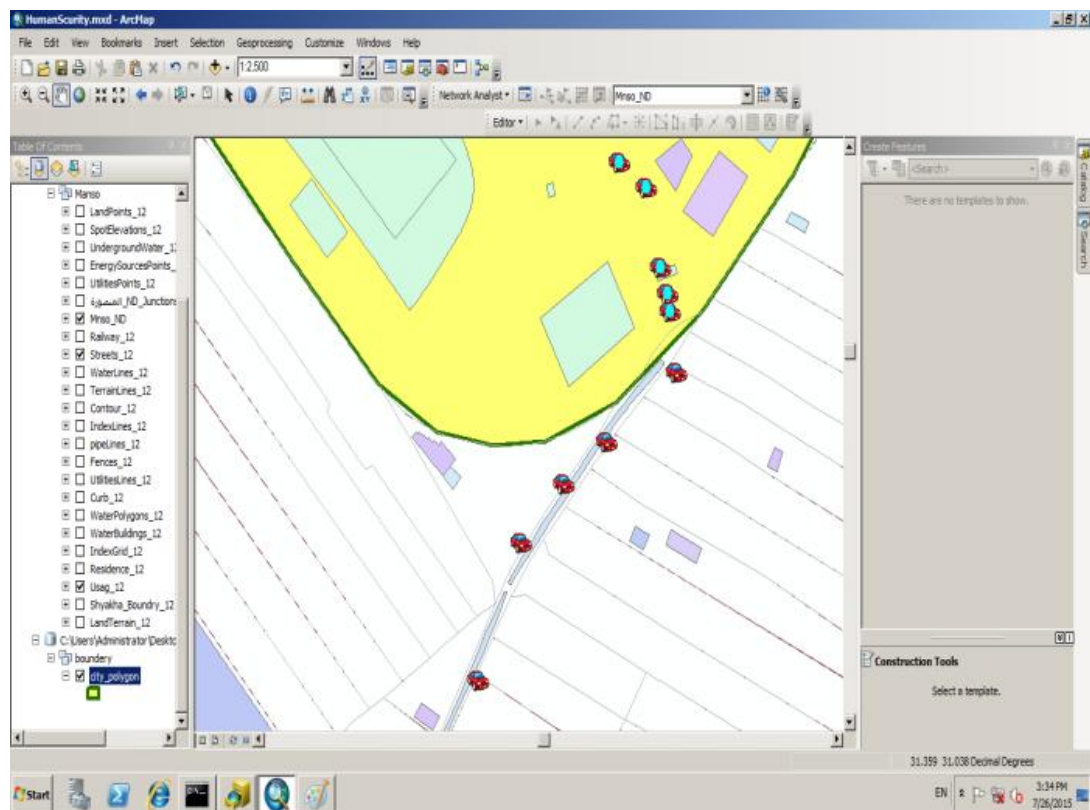 HumanScurity.mxd - ArcMap
File Edit View Bookmarks Insert Selection Geoprocessing Customize Windows Help
1:2,500
Network Analyst Mnso_ND
Editor
Table Of Contents
Manso
LandPoints_12
SpotElevations_12
UndergroundWater_12
EnergySourcesPoints_
UtilitiesPoints_12
المنصورة_ND_Junctions
Mnso_ND
Railway_12
Streets_12
WaterLines_12
TerrainLines_12
Contour_12
IndexLines_12
pipeLines_12
Fences_12
UtilitiesLines_12
Curb_12
WaterPolygons_12
WaterBuildings_12
IndexGrid_12
Residence_12
Usag_12
Shyakha_Boundry_12
LandTerrain_12
C:\Users\Administrator\Deskto
boundery
city_polygon
Create Features
<Search>
There are no templates to show.
Catalog
Search
Construction Tools
Select a template.
31.359 31.038 Decimal Degrees
Start
EN
3:34 PM
7/26/2015